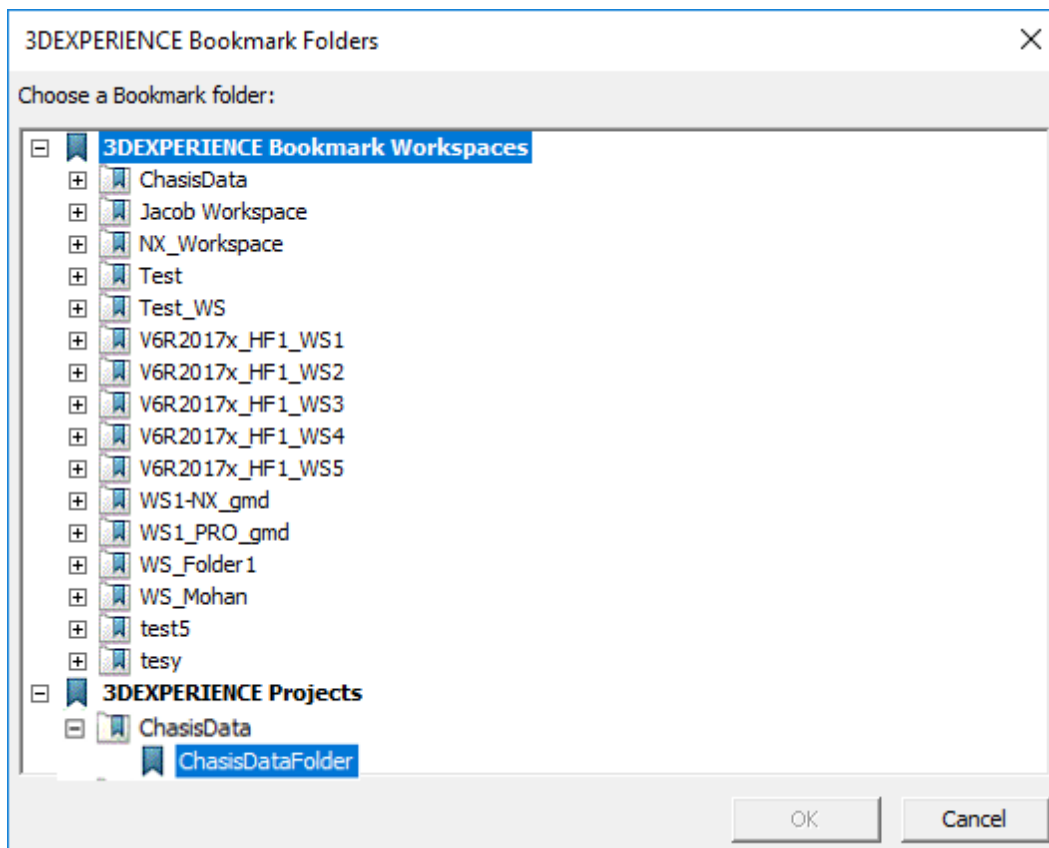 3DEXPERIENCE Bookmark Folders
Choose a Bookmark folder:
3DEXPERIENCE Bookmark Workspaces
ChasisData
Jacob Workspace
NX_Workspace
Test
Test_WS
V6R2017x_HF1_WS1
V6R2017x_HF1_WS2
V6R2017x_HF1_WS3
V6R2017x_HF1_WS4
V6R2017x_HF1_WS5
WS1-NX_gmd
WS1_PRO_gmd
WS_Folder1
WS_Mohan
test5
tesy
3DEXPERIENCE Projects
ChasisData
ChasisDataFolder
OK Cancel